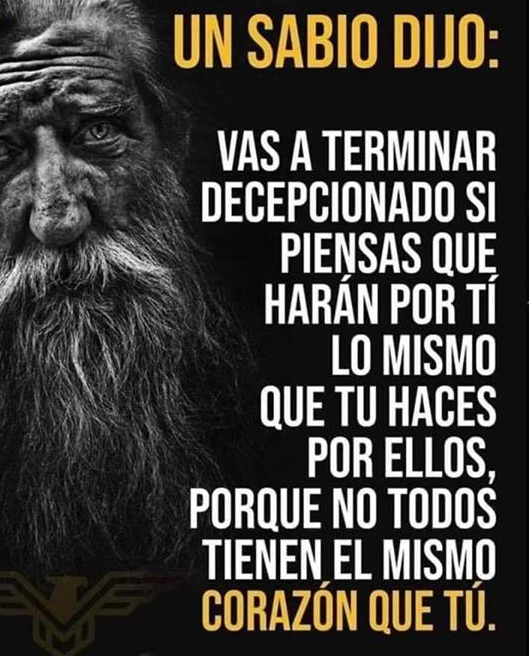 UN SABIO DIJO:
VAS A TERMINAR
DECEPCIONADO SI
PIENSAS QUE
HARÁN POR TÍ
LO MISMO
QUE TU HACES
POR ELLOS,
PORQUE NO TODOS
TIENEN EL MISMO
CORAZÓN QUE TÚ.